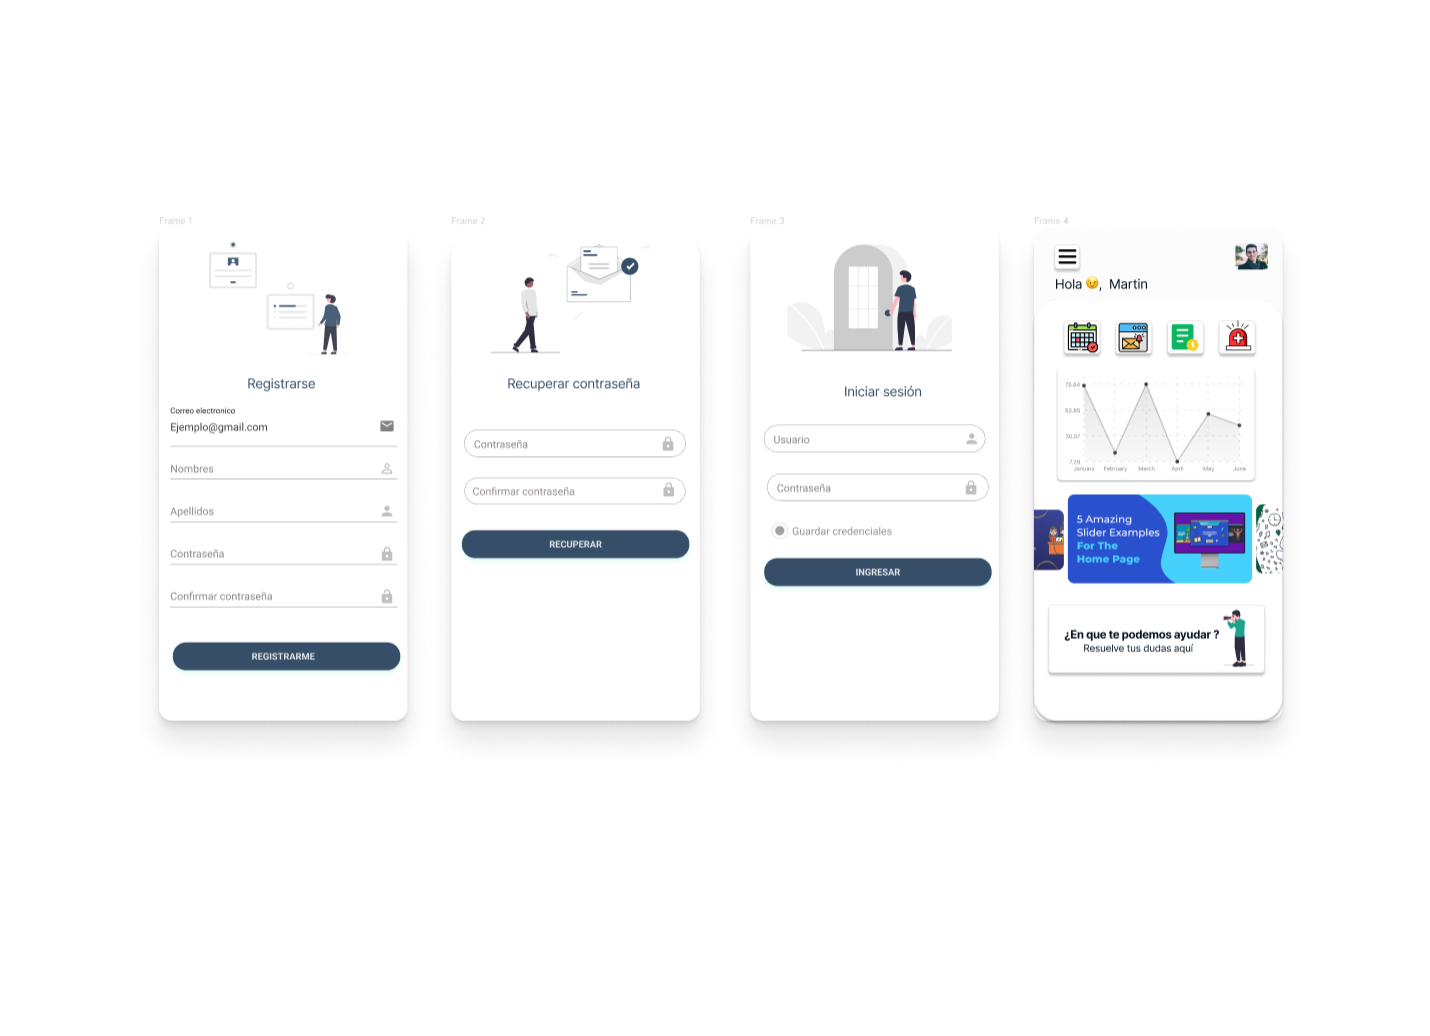 Frame 1
Registrarse
Correo electronico
Ejemplo@gmail.com
Nombres
Apellidos
Contraseña
Confirmar contraseña
REGISTRARME
Frame 2
Recuperar contraseña
Contraseña
Confirmar contraseña
RECUPERAR
Frame 3
Iniciar sesión
Usuario
Contraseña
Guardar credenciales
INGRESAR
Frame 4
Hola 😉, Martin
75.64
52.85
30.07
7.29
January February March April May June
5 Amazing
Slider Examples
For The
Home Page
¿En que te podemos ayudar ?
Resuelve tus dudas aquí